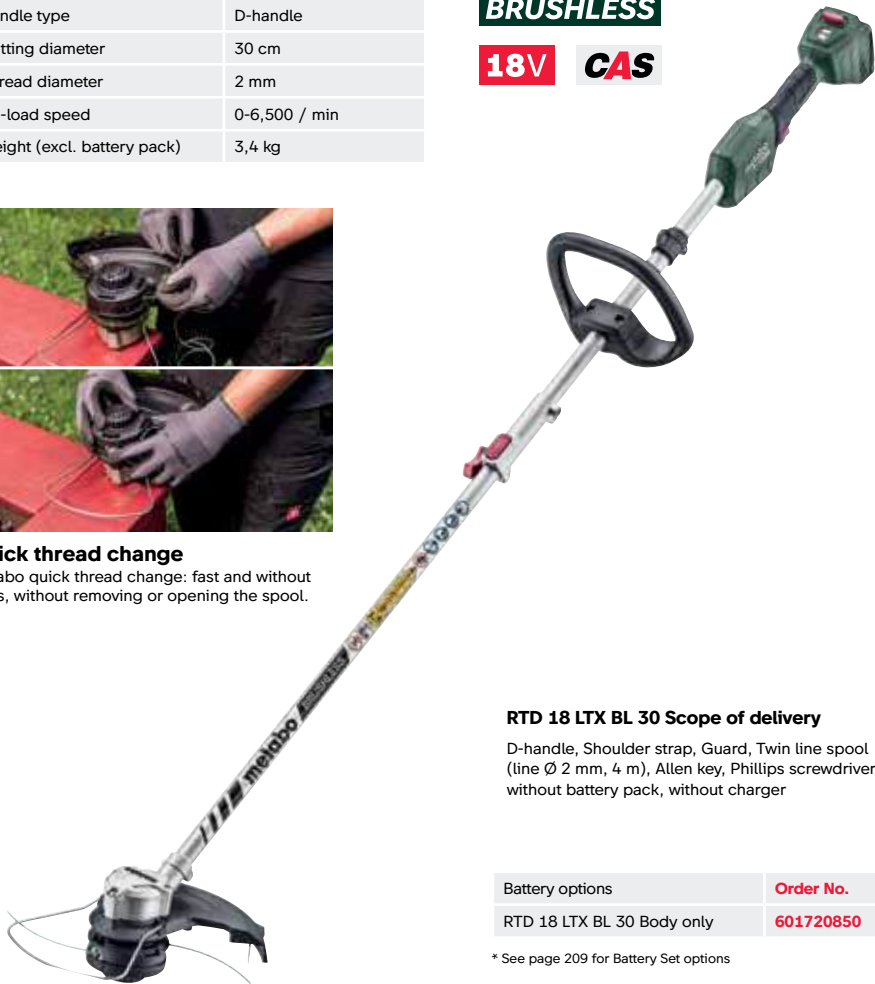 ndle type D-handle
tting diameter 30 cm
read diameter 2 mm
-load speed 0-6,500 / min
eight (excl. battery pack) 3,4 kg
BRUSHLESS
18V CAS
ick thread change
abo quick thread change: fast and without
s, without removing or opening the spool.
BRUSHLESS
metabo
RTD 18 LTX BL 30 Scope of delivery
D-handle, Shoulder strap, Guard, Twin line spool
(line Ø 2 mm, 4 m), Allen key, Phillips screwdriver
without battery pack, without charger
Battery options Order No.
RTD 18 LTX BL 30 Body only 601720850
* See page 209 for Battery Set options